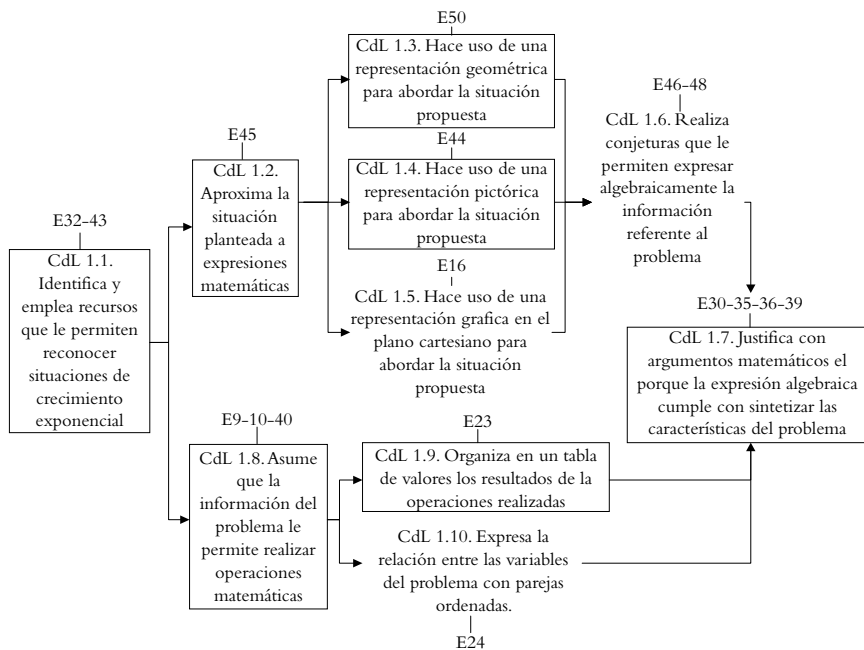 E50
CdL 1.3. Hace uso de una
representación geométrica
para abordar la situación
propuesta
E46-48
CdL 1.6. Realiza
conjeturas que le
permiten expresar
algebraicamente la
información
referente al
problema
E45
CdL 1.2.
Aproxima la
situación
planteada a
expresiones
matemáticas
E44
CdL 1.4. Hace uso de una
representación pictórica
para abordar la situación
propuesta
E32-43
CdL 1.1.
Identifica y
emplea recursos
que le permiten
reconocer
situaciones de
crecimiento
exponencial
E16
CdL 1.5. Hace uso de una
representación grafica en el
plano cartesiano para
abordar la situación
propuesta
E30-35-36-39
CdL 1.7. Justifica con
argumentos matemáticos el
porque la expresión algebraica
cumple con sintetizar las
características del problema
E9-10-40
CdL 1.8. Asume
que la
información del
problema le
permite realizar
operaciones
matemáticas
E23
CdL 1.9. Organiza en un tabla
de valores los resultados de la
operaciones realizadas
CdL 1.10. Expresa la
relación entre las variables
del problema con parejas
ordenadas.
E24